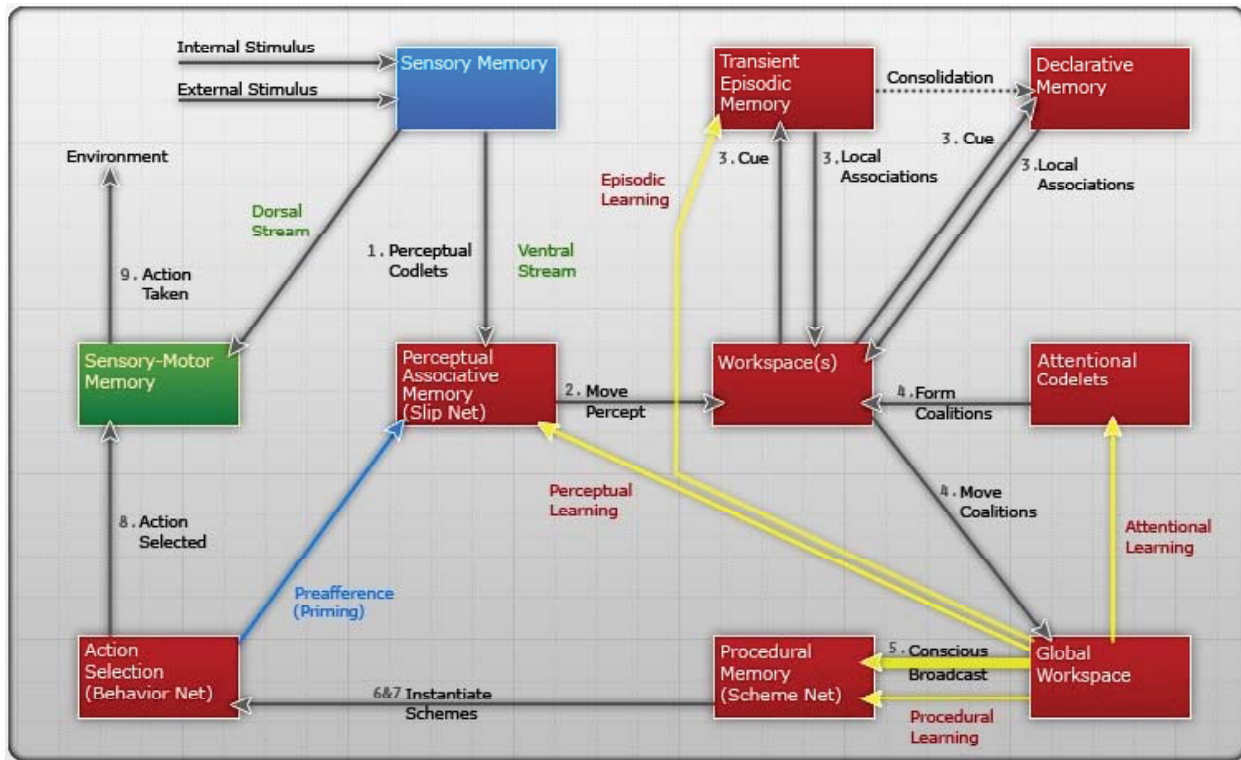 Internal Stimulus
External Stimulus
Sensory Memory
Transient
Episodic
Memory
Consolidation
Declarative
Memory
Environment
3. Cue
3. Local
Associations
3. Cue
3. Local
Associations
Episodic
Learning
Dorsal
Stream
1. Perceptual
Codlets
Ventral
Stream
9. Action
Taken
Sensory-Motor
Memory
Perceptual
Associative
Memory
(Slip Net)
2. Move
Percept
Workspace(s)
4. Form
Coalitions
Attentional
Codelets
Perceptual
Learning
4. Move
Coalitions
Attentional
Learning
8. Action
Selected
Preafference
(Priming)
Action
Selection
(Behavior Net)
6&7 Instantiate
Schemes
Procedural
Memory
(Scheme Net)
5. Conscious
Broadcast
Procedural
Learning
Global
Workspace